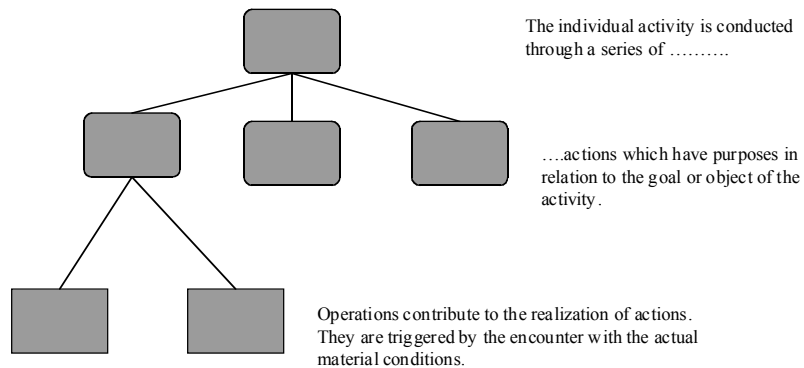 The individual activity is conducted
through a series of ……….
….actions which have purposes in
relation to the goal or object of the
activity.
Operations contribute to the realization of actions.
They are triggered by the encounter with the actual
material conditions.